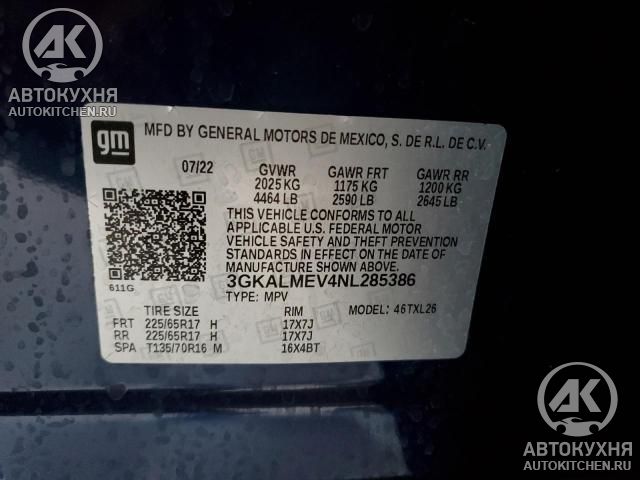 AK
АВТОКУХНЯ
AUTOKITCHEN.RU
gm
MFD BY GENERAL MOTORS DE MEXICO, S. DE R.L. DE C.V.
07/22 GVWR GAWR FRT GAWR RR
2025 KG 1175 KG 1200 KG
4464 LB 2590 LB 2645 LB
THIS VEHICLE CONFORMS TO ALL
APPLICABLE U.S. FEDERAL MOTOR
VEHICLE SAFETY AND THEFT PREVENTION
STANDARDS IN EFFECT ON THE DATE OF
MANUFACTURE SHOWN ABOVE.
611G
3GKALMEV4NL285386
TYPE: MPV MODEL: 46TXL26
TIRE SIZE RIM
FRT 225/65R17 H 17X7J
RR 225/65R17 H 17X7J
SPA T135/70R16 M 16X4BT
AK
АВТОКУХНЯ
AUTOKITCHEN.RU